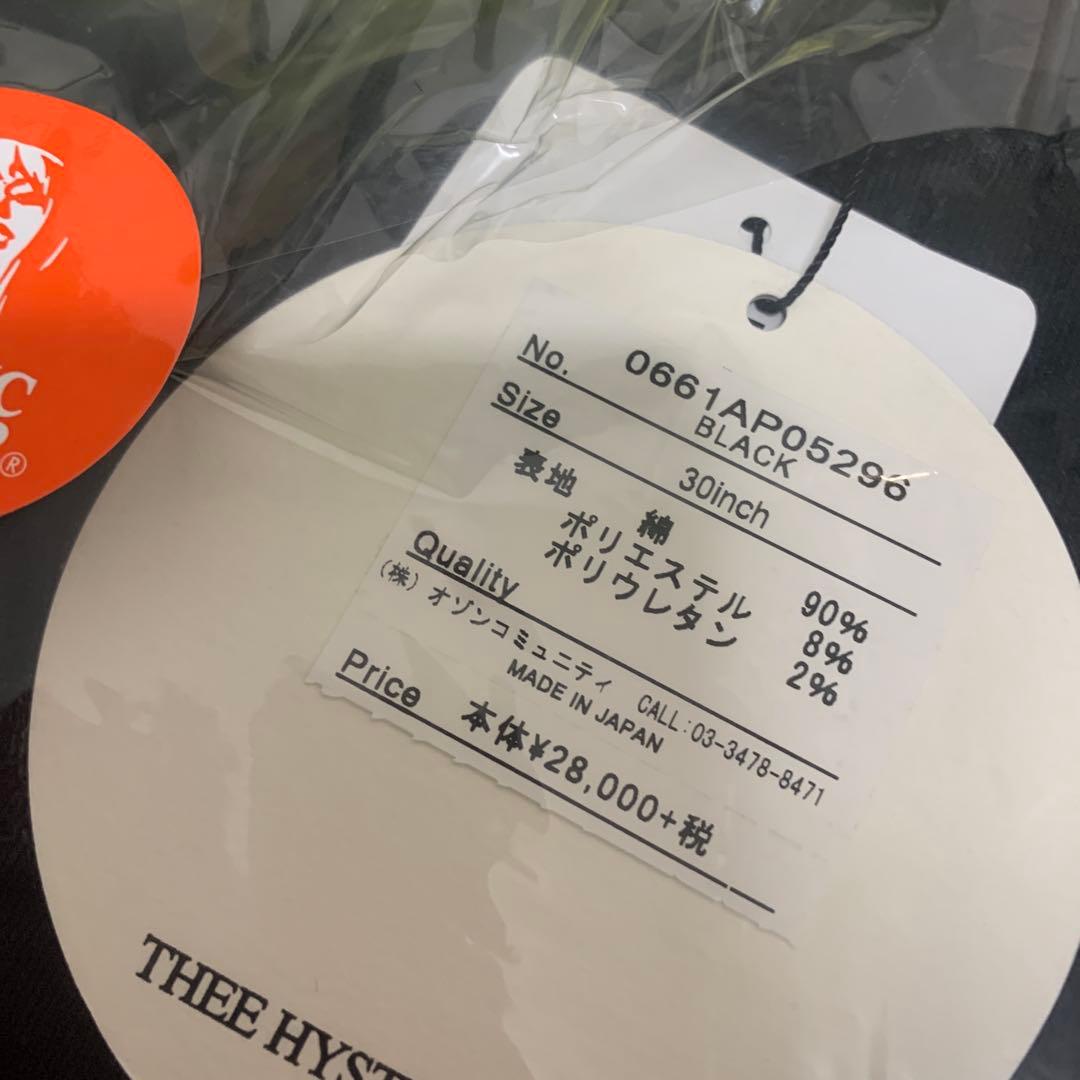 No. 0661AP05296
BLACK
Size 30inch
表地 綿 90%
ポリエステル 8%
ポリウレタン 2%
Quality
(株)オゾンコミュニティ CALL:03-3478-8471
MADE IN JAPAN
Price 本体¥28,000+税
THEE HYST
C
®